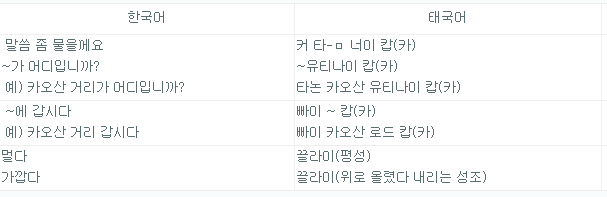 한국어 태국어
말씀 좀 물을께요 커 타-ㅁ 너이 캅(카)
~가 어디입니까? ~유티나이 캅(카)
예) 카오산 거리가 어디입니까? 타논 카오산 유티나이 캅(카)
~에 갑시다 빠이 ~ 캅(카)
예) 카오산 거리 갑시다 빠이 카오산 로드 캅(카)
멀다 끌라이(평성)
가깝다 끌라이(위로 올렸다 내리는 성조)